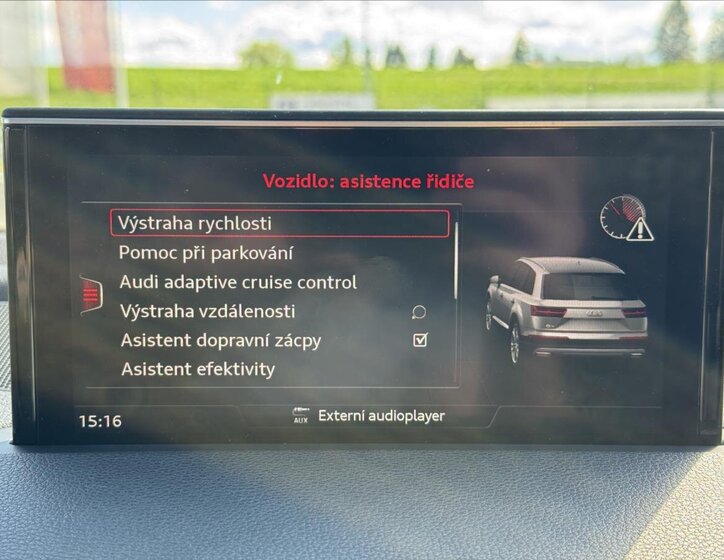 Vozidlo: asistence řidiče
Výstraha rychlosti
Pomoc při parkování
Audi adaptive cruise control
Výstraha vzdálenosti
Asistent dopravní zácpy
Asistent efektivity
15:16
AUX
Externí audioplayer